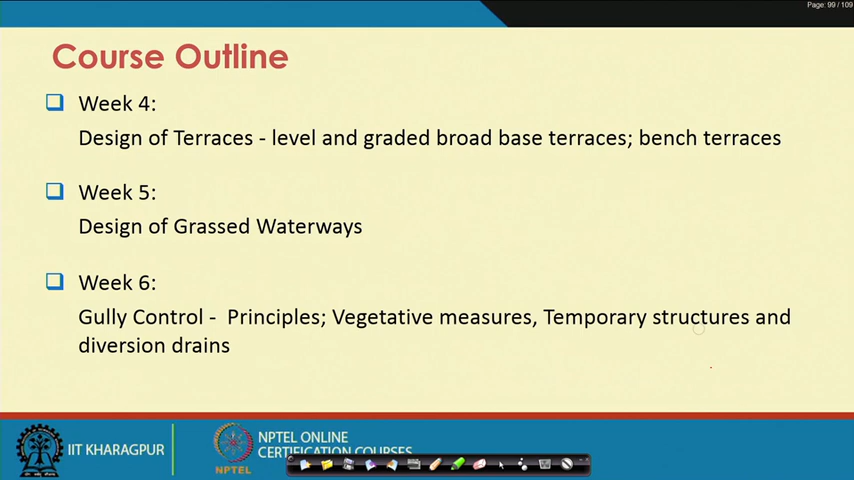 Page: 99 / 109
Course Outline
Week 4:
Design of Terraces - level and graded broad base terraces; bench terraces
Week 5:
Design of Grassed Waterways
Week 6:
Gully Control - Principles; Vegetative measures, Temporary structures and
diversion drains
IIT KHARAGPUR
NPTEL
NPTEL ONLINE
CERTIFICATION COURSES